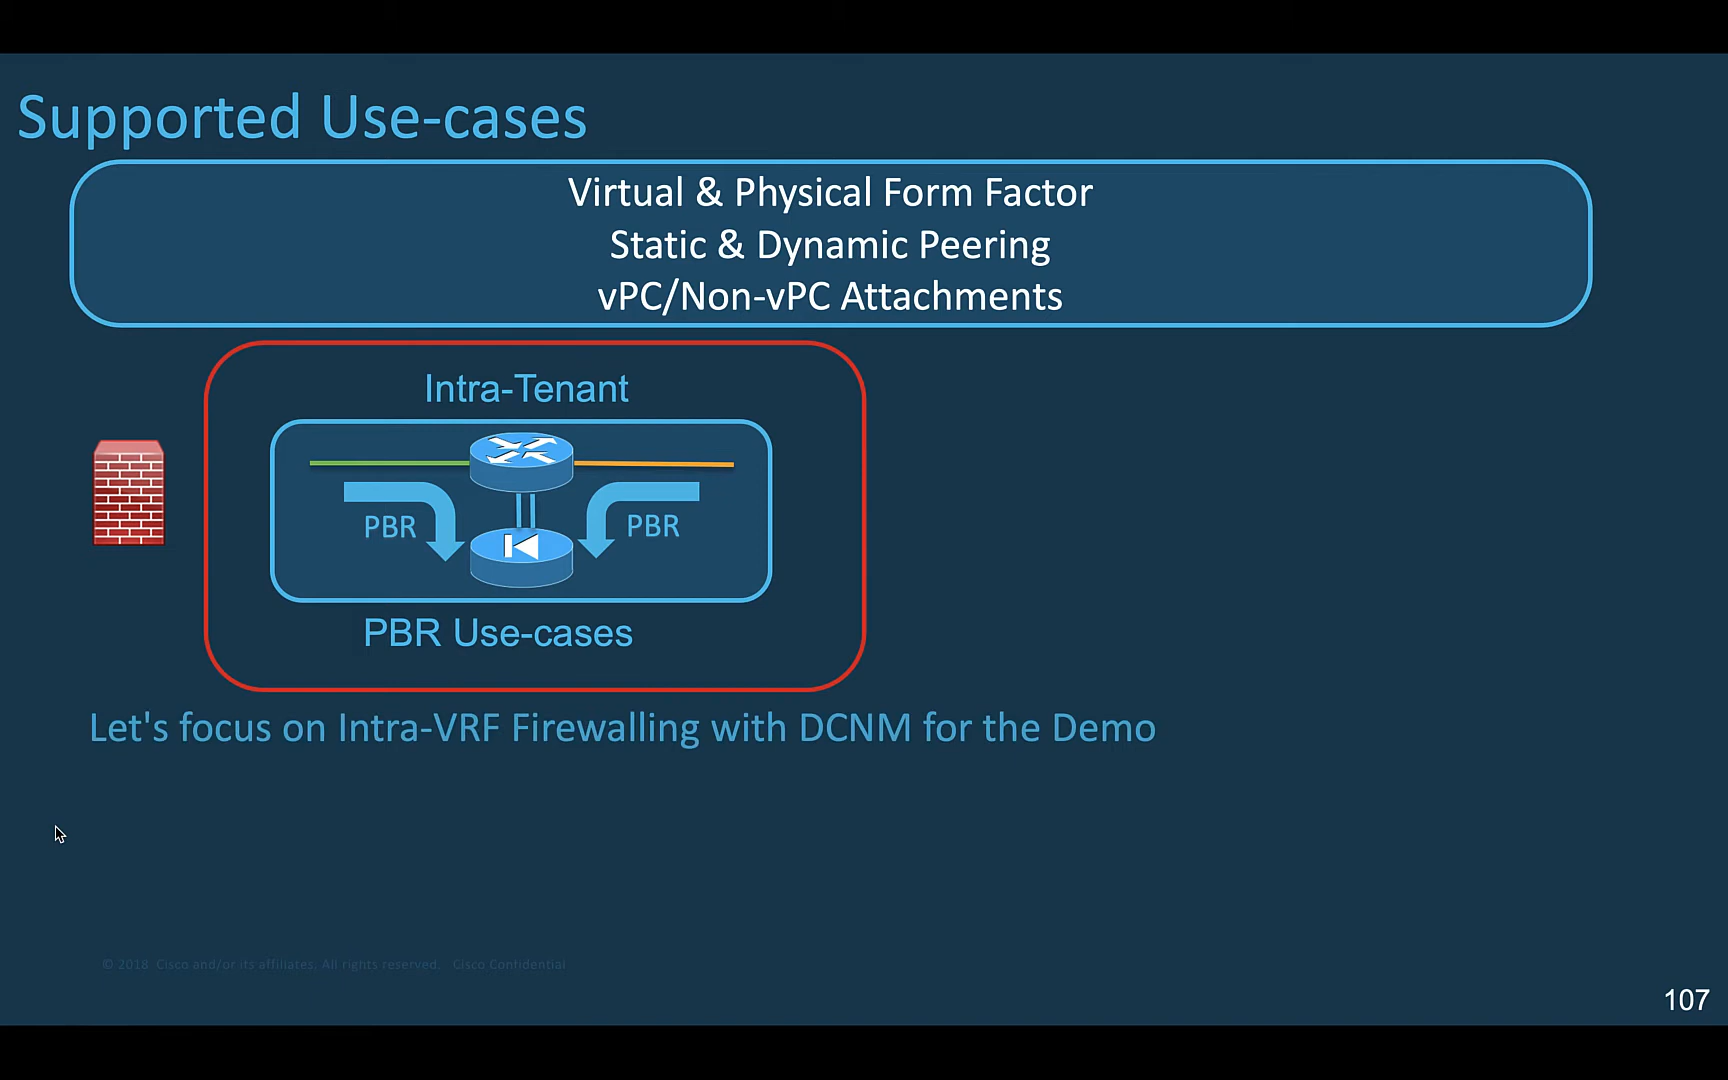 Supported Use-cases
Virtual & Physical Form Factor
Static & Dynamic Peering
vPC/Non-vPC Attachments
Intra-Tenant
PBR PBR
PBR Use-cases
Let's focus on Intra-VRF Firewalling with DCNM for the Demo
© 2018 Cisco and/or its affiliates. All rights reserved. Cisco Confidential
107